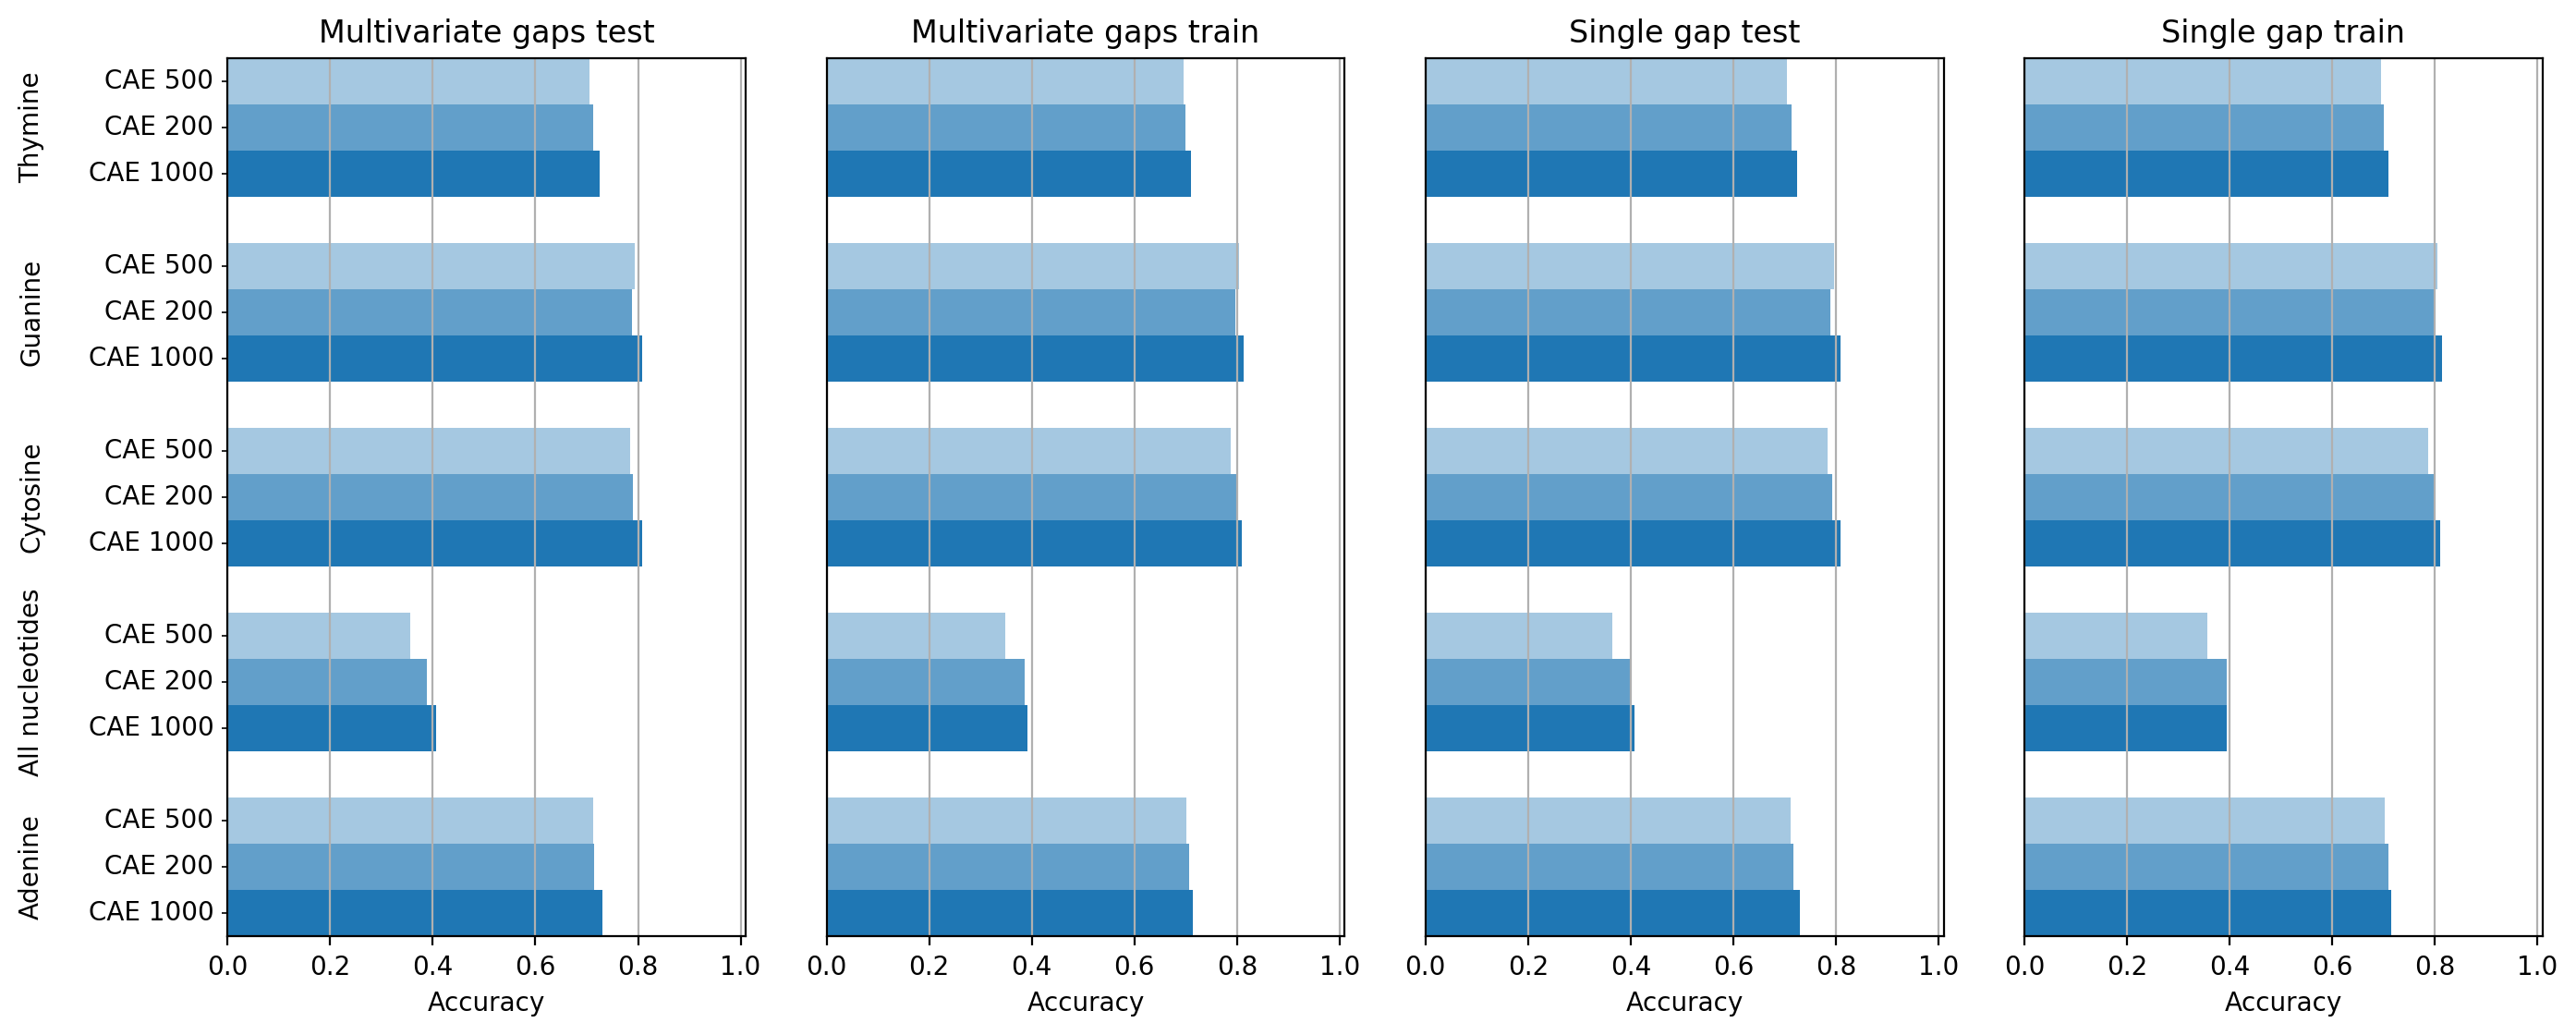 Multivariate gaps test
Multivariate gaps train
Single gap test
Single gap train
Thymine
CAE 500
CAE 200
CAE 1000
Guanine
CAE 500
CAE 200
CAE 1000
Cytosine
CAE 500
CAE 200
CAE 1000
All nucleotides
CAE 500
CAE 200
CAE 1000
Adenine
CAE 500
CAE 200
CAE 1000
0.0 0.2 0.4 0.6 0.8 1.0
0.0 0.2 0.4 0.6 0.8 1.0
0.0 0.2 0.4 0.6 0.8 1.0
0.0 0.2 0.4 0.6 0.8 1.0
Accuracy
Accuracy
Accuracy
Accuracy